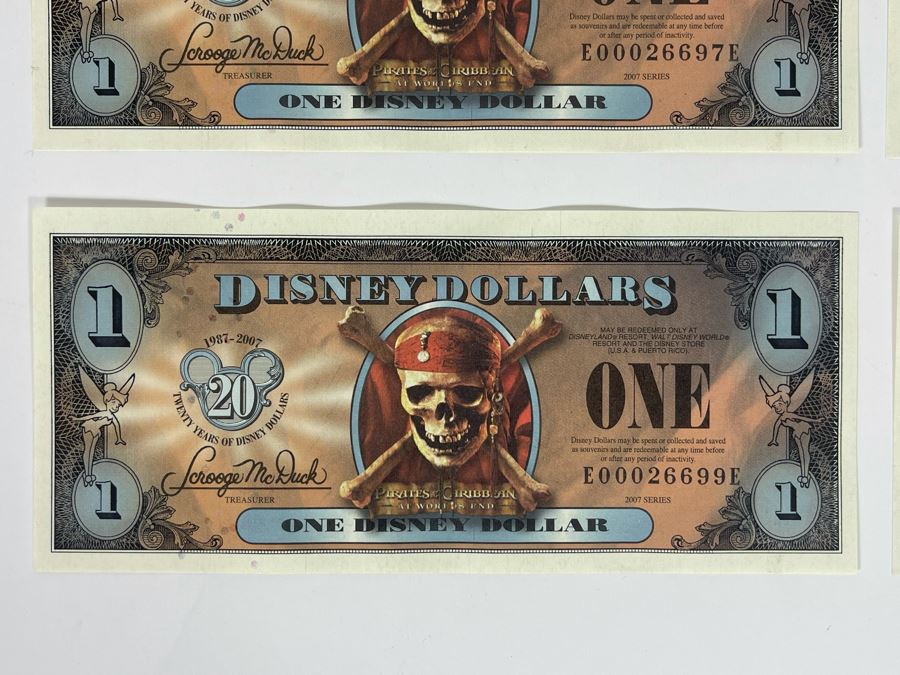 ONE
Disney Dollars may be spent or collected and saved
as souvenirs and are redeemable at any time before
or after any period of inactivity.
YEARS OF DISNEY
Scrooge McDuck
TREASURER
E00026697E
2007 SERIES
PIRATES of the CARIBBEAN
AT WORLD'S END
1
1
ONE DISNEY DOLLAR
DISNEY DOLLARS
1
1
1987-2007
20
TWENTY YEARS OF DISNEY DOLLARS
MAY BE REDEEMED ONLY AT
DISNEYLAND® RESORT, WALT DISNEY WORLD®
RESORT AND THE DISNEY STORE
(U.S.A. & PUERTO RICO).
ONE
Disney Dollars may be spent or collected and saved
as souvenirs and are redeemable at any time before
or after any period of inactivity.
Scrooge McDuck
TREASURER
E00026699E
2007 SERIES
PIRATES of the CARIBBEAN
AT WORLD'S END
1
1
ONE DISNEY DOLLAR